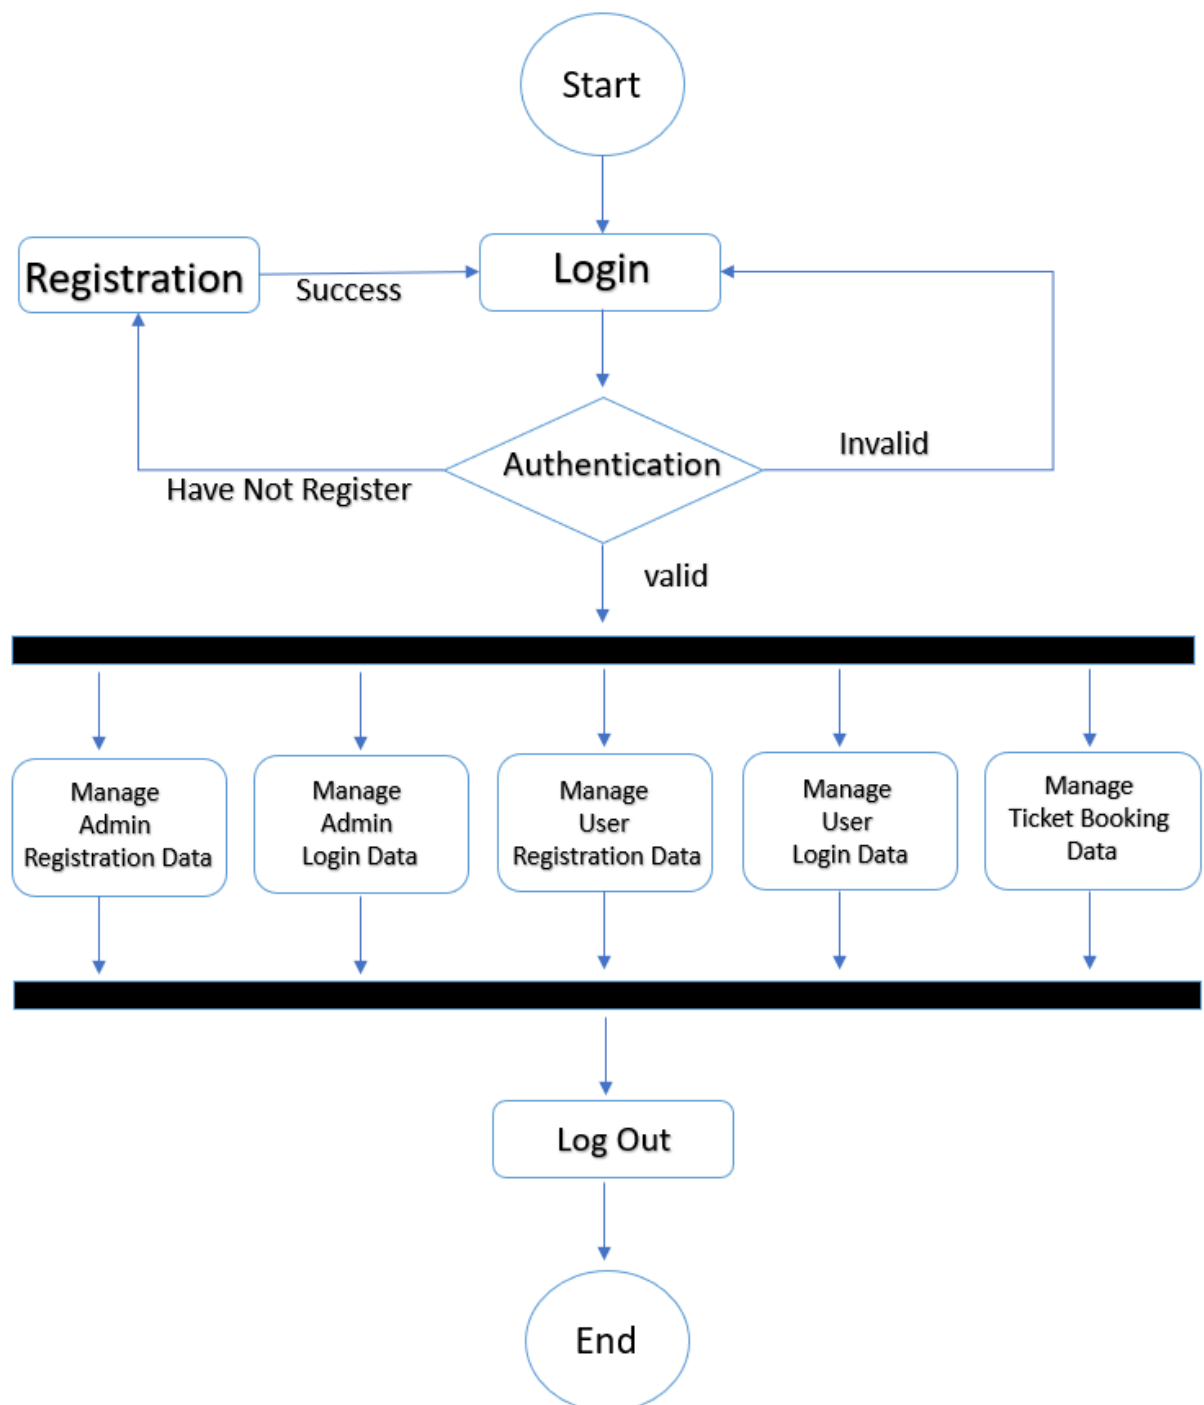 Start
Registration
Success
Login
Authentication
Invalid
Have Not Register
valid
Manage
Admin
Registration Data
Manage
Admin
Login Data
Manage
User
Registration Data
Manage
User
Login Data
Manage
Ticket Booking
Data
Log Out
End